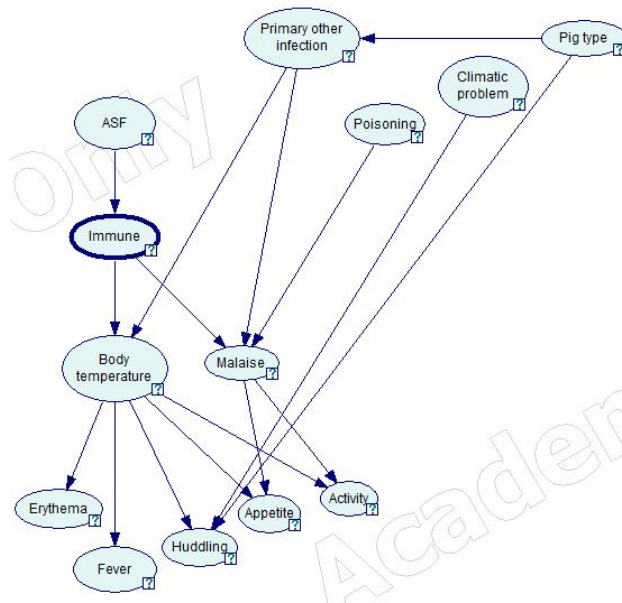 Primary other
infection
?
Pig type
?
Climatic
problem
?
ASF
?
Poisoning
?
Only
Immune
?
Body
temperature
?
Malaise
?
Erythema
?
Fever
?
Huddling
?
Appetite
?
Activity
?
Academ